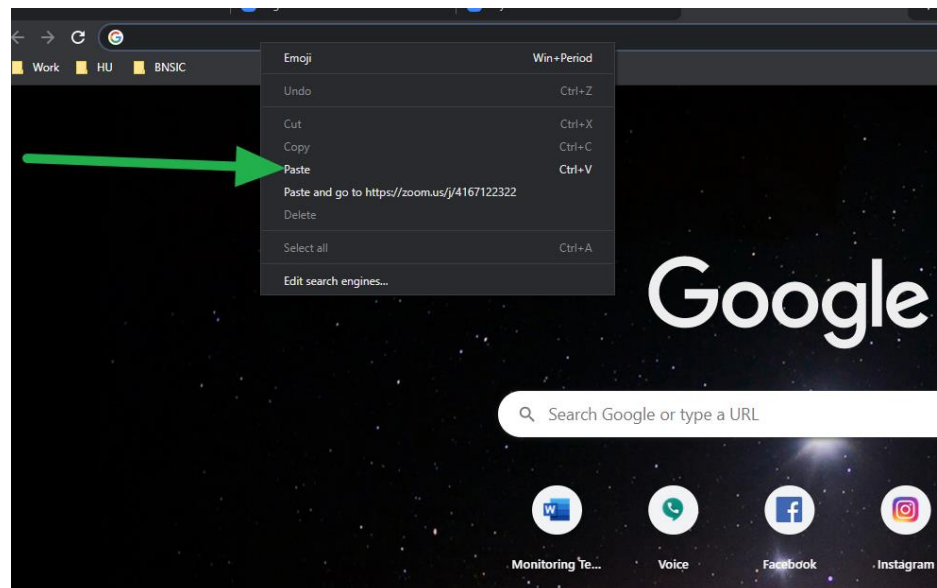 Work HU BNSIC
Emoji Win+Period
Undo Ctrl+Z
Cut Ctrl+X
Copy Ctrl+C
Paste Ctrl+V
Paste and go to https://zoom.us/j/4167122322
Delete
Select all Ctrl+A
Edit search engines...
Google
Search Google or type a URL
Monitoring Te... Voice Facebook Instagram